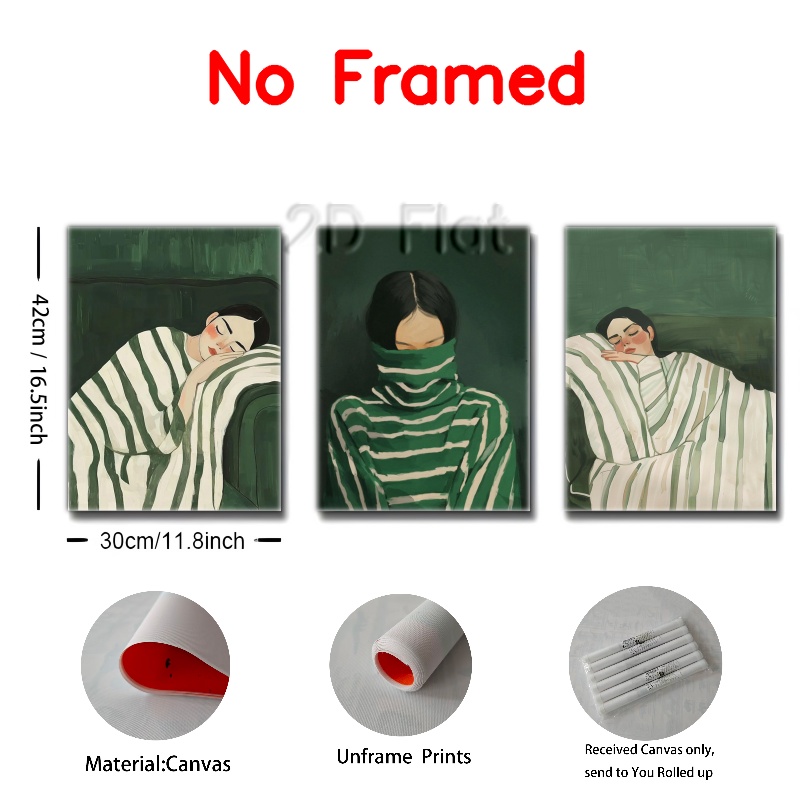 No Framed
2D Flat
42cm / 16.5inch
30cm/11.8inch
Material:Canvas
Unframe Prints
Received Canvas only,
send to You Rolled up